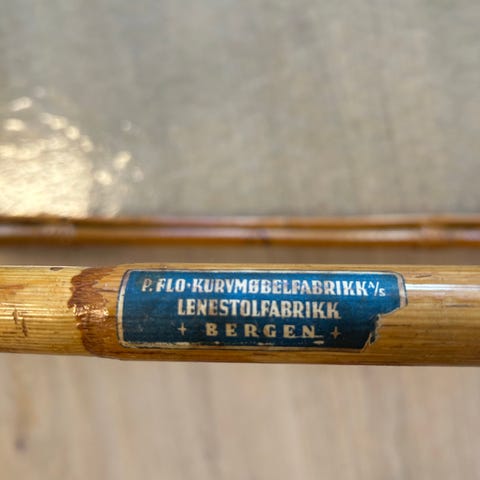 P. FLO · KURVMØBELFABRIKK A/S
LENESTOLFABRIKK
+ BERGEN +